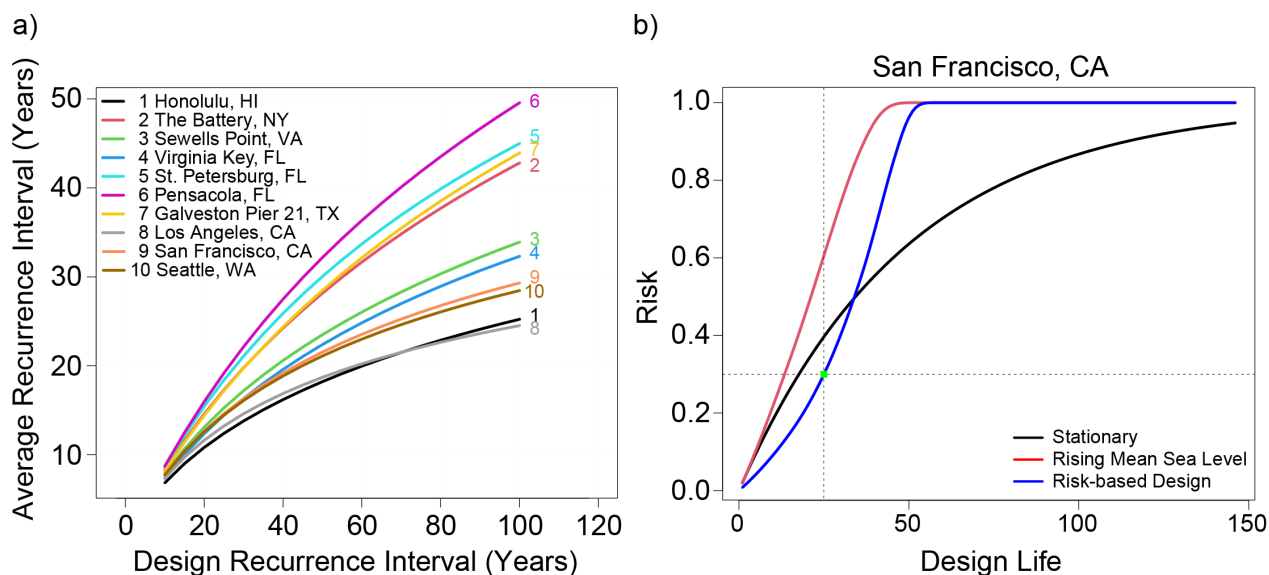 a)
Average Recurrence Interval (Years)
50
40
30
20
10
1 Honolulu, HI
2 The Battery, NY
3 Sewells Point, VA
4 Virginia Key, FL
5 St. Petersburg, FL
6 Pensacola, FL
7 Galveston Pier 21, TX
8 Los Angeles, CA
9 San Francisco, CA
10 Seattle, WA
6
5
7
2
3
4
9
10
1
8
0 20 40 60 80 100 120
Design Recurrence Interval (Years)
b)
San Francisco, CA
Risk
1.0
0.8
0.6
0.4
0.2
0.0
Stationary
Rising Mean Sea Level
Risk-based Design
0 50 100 150
Design Life